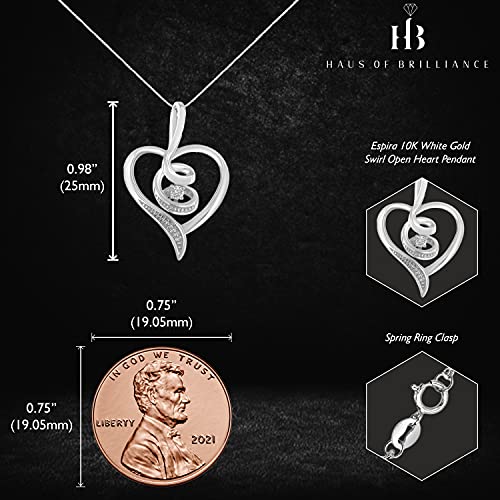 HB
HAUS OF BRILLIANCE
Espira 10K White Gold
Swirl Open Heart Pendant
0.98”
(25mm)
0.75”
(19.05mm)
Spring Ring Clasp
0.75”
(19.05mm)
IN GOD WE TRUST
LIBERTY
2021